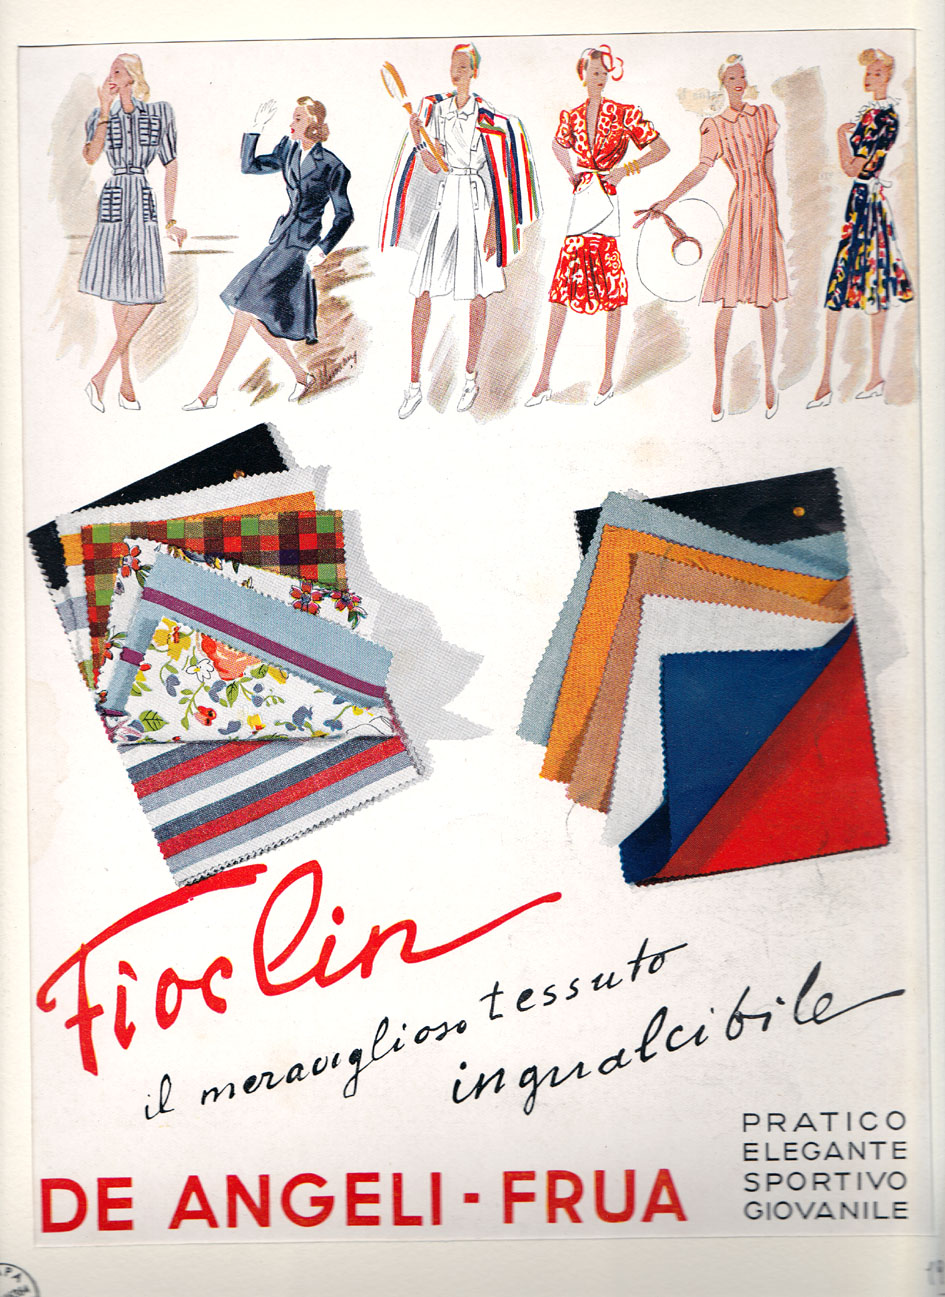 Fioclin
il meraviglioso tessuto
ingualcibile
PRATICO
ELEGANTE
SPORTIVO
GIOVANILE
DE ANGELI - FRUA